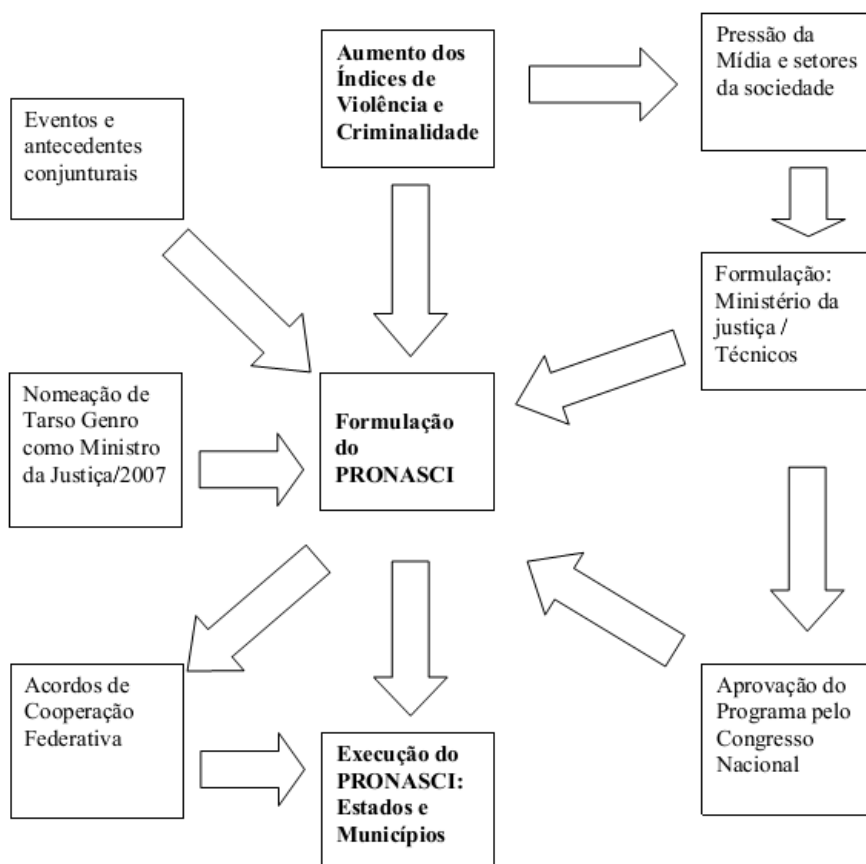 Aumento dos
Índices de
Violência e
Criminalidade
Pressão da
Mídia e setores
da sociedade
Eventos e
antecedentes
conjunturais
Formulação:
Ministério da
justiça /
Técnicos
Nomeação de
Tarso Genro
como Ministro
da Justiça/2007
Formulação
do
PRONASCI
Acordos de
Cooperação
Federativa
Execução do
PRONASCI:
Estados e
Municípios
Aprovação do
Programa pelo
Congresso
Nacional